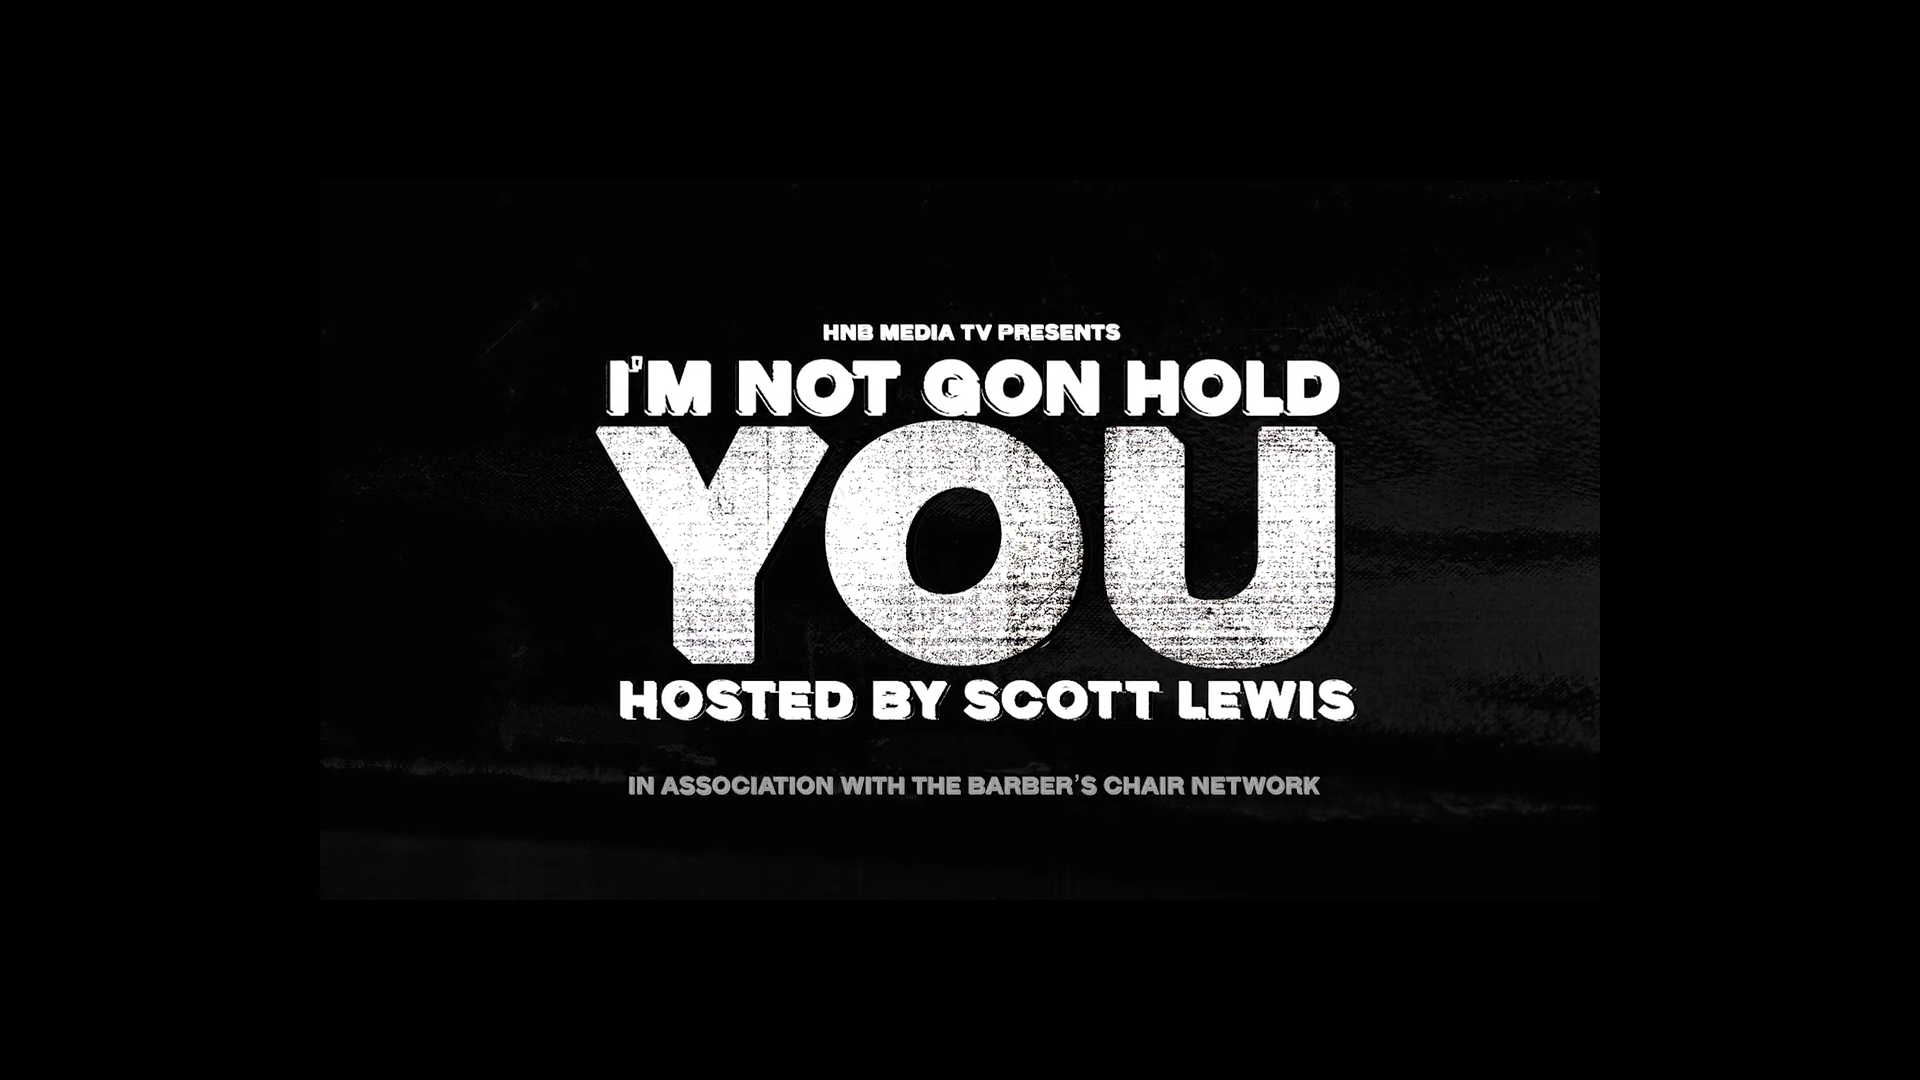 HNB MEDIA TV PRESENTS
I'M NOT GON HOLD
YOU
HOSTED BY SCOTT LEWIS
IN ASSOCIATION WITH THE BARBER'S CHAIR NETWORK